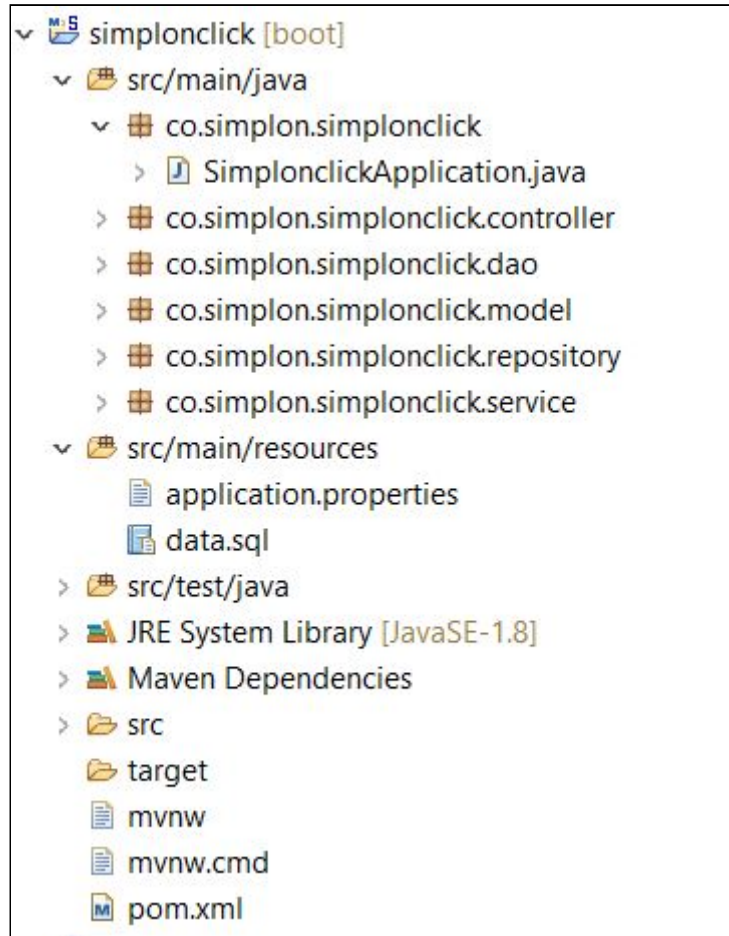 simplonclick [boot]
src/main/java
co.simplon.simplonclick
SimplonclickApplication.java
co.simplon.simplonclick.controller
co.simplon.simplonclick.dao
co.simplon.simplonclick.model
co.simplon.simplonclick.repository
co.simplon.simplonclick.service
src/main/resources
application.properties
data.sql
src/test/java
JRE System Library [JavaSE-1.8]
Maven Dependencies
src
target
mvnw
mvnw.cmd
pom.xml